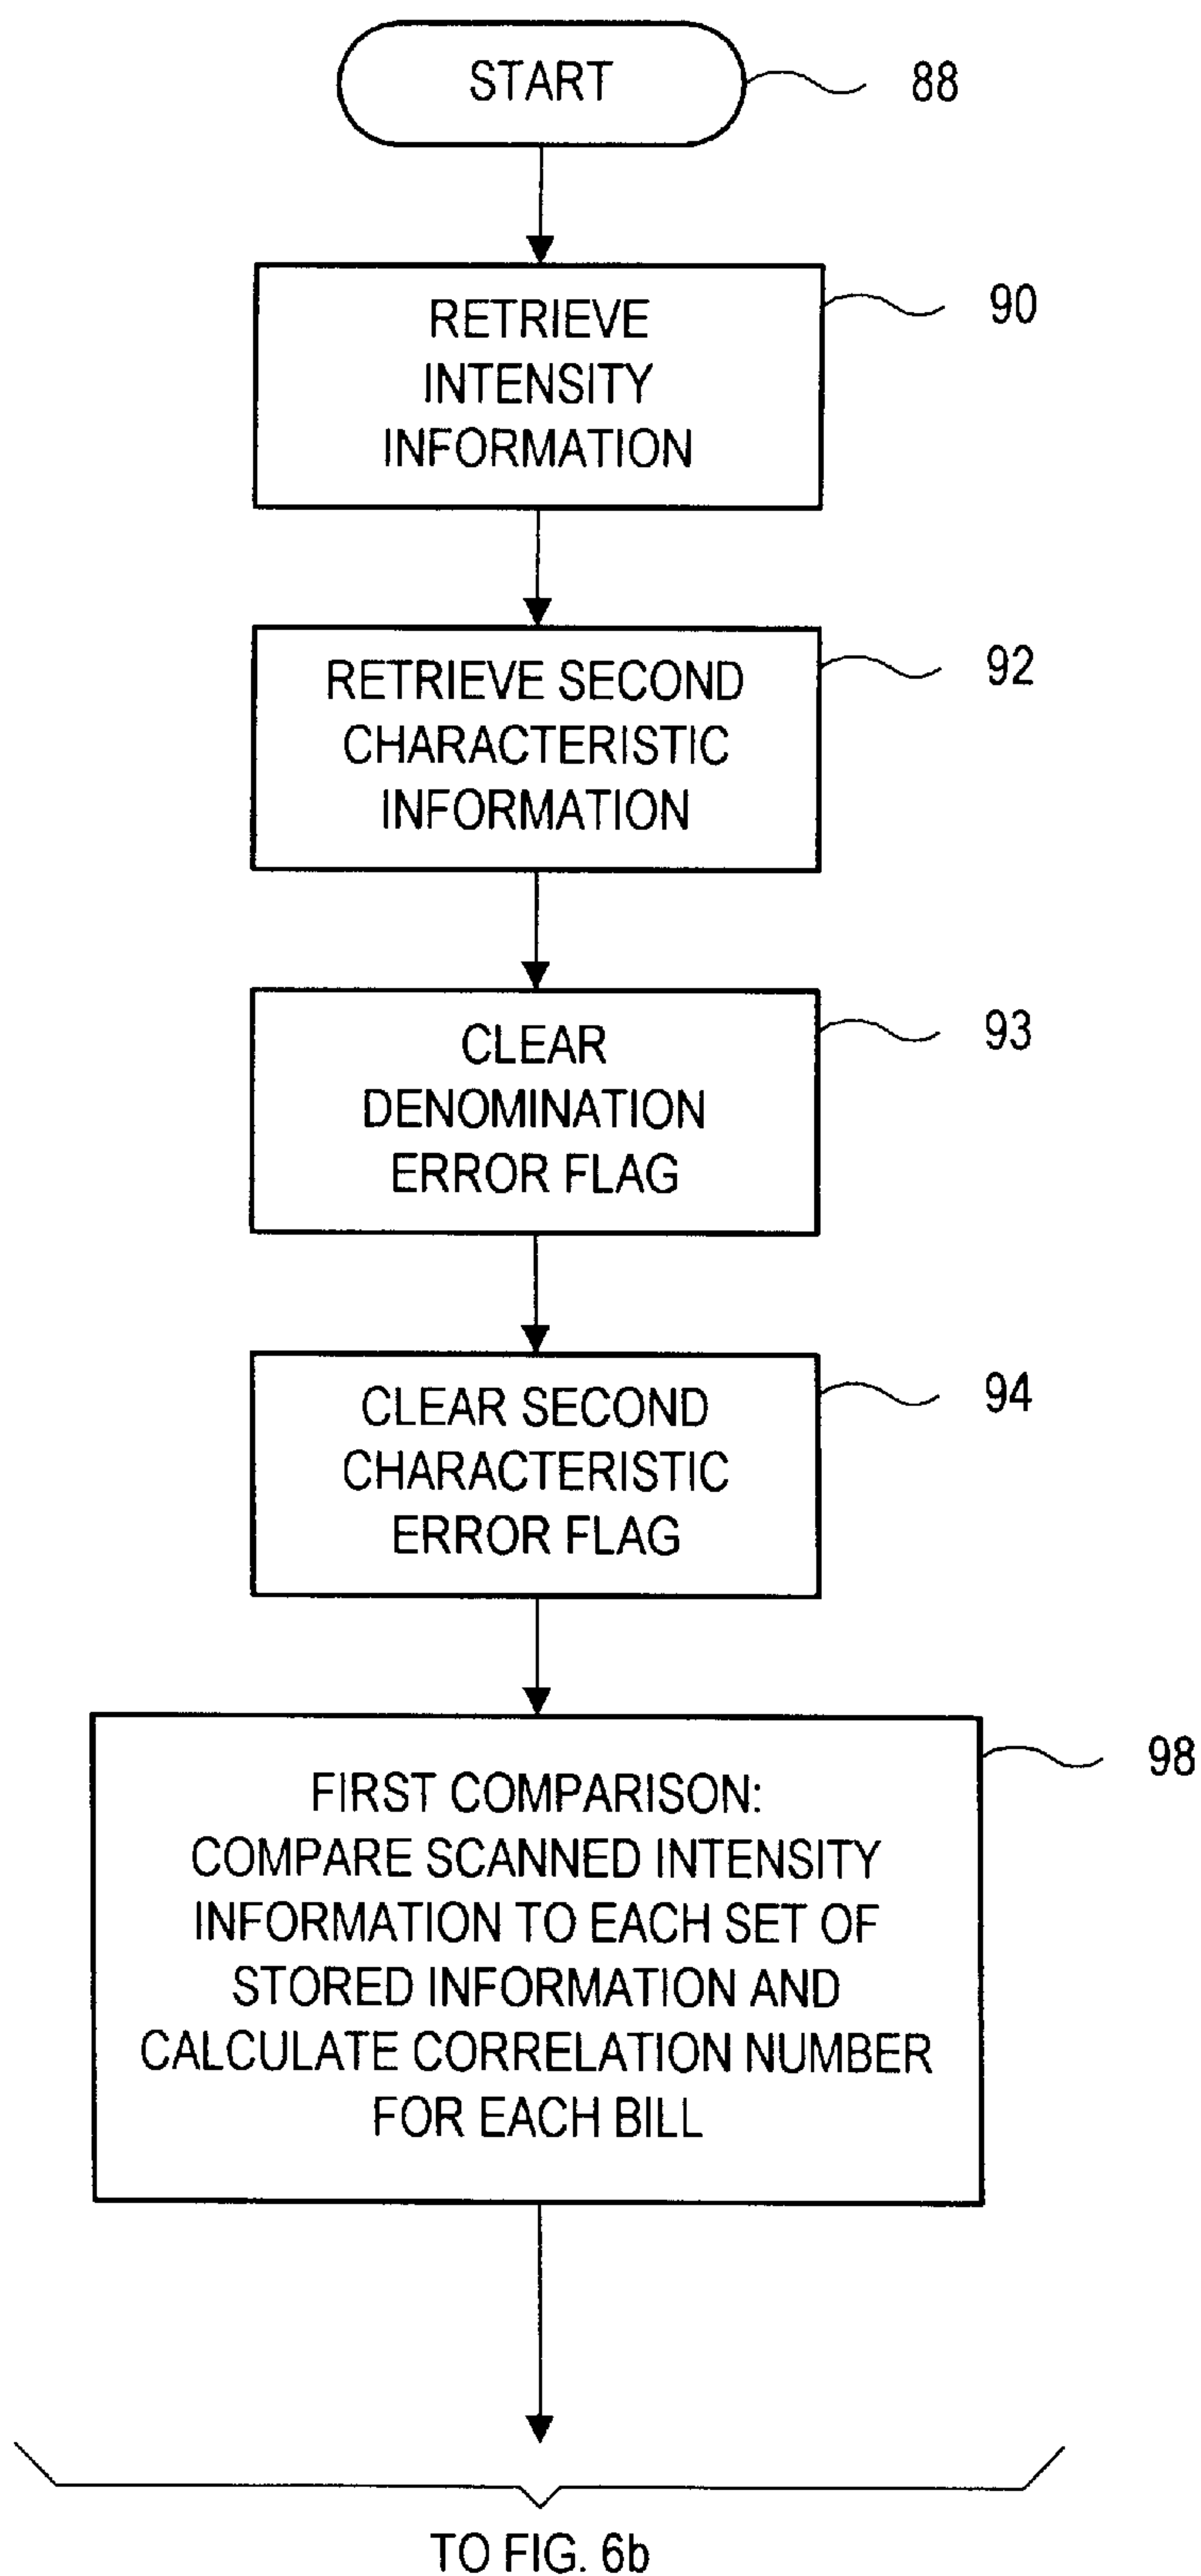 START
88
RETRIEVE
INTENSITY
INFORMATION
90
RETRIEVE SECOND
CHARACTERISTIC
INFORMATION
92
CLEAR
DENOMINATION
ERROR FLAG
93
CLEAR SECOND
CHARACTERISTIC
ERROR FLAG
94
FIRST COMPARISON:
COMPARE SCANNED INTENSITY
INFORMATION TO EACH SET OF
STORED INFORMATION AND
CALCULATE CORRELATION NUMBER
FOR EACH BILL
98
TO FIG. 6b